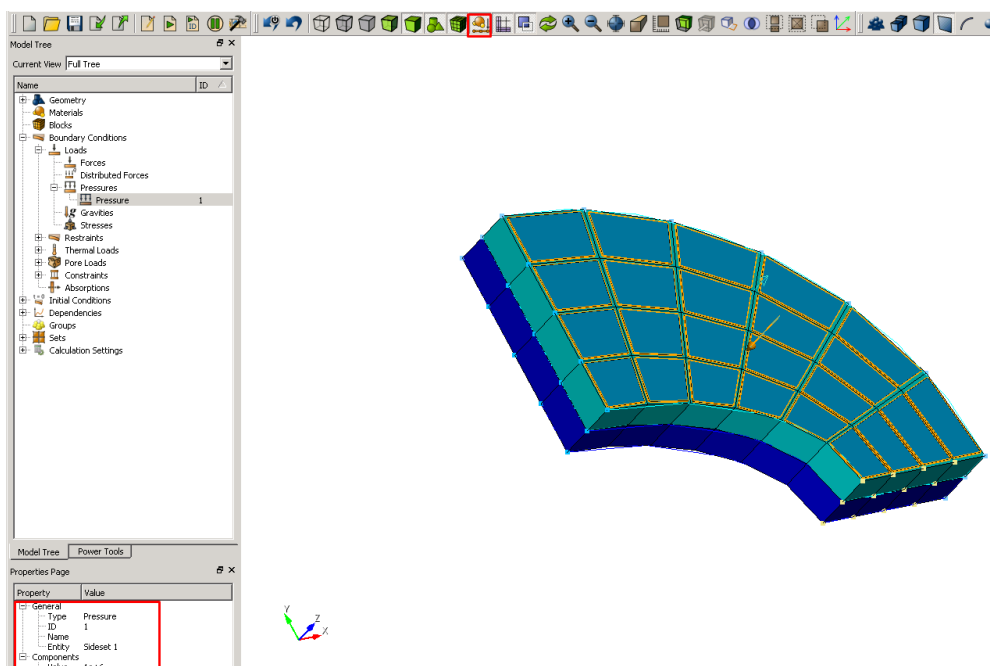 Model Tree
Current View Full Tree
Name ID
Geometry
Materials
Blocks
Boundary Conditions
Loads
Forces
Distributed Forces
Pressures
Pressure 1
Gravities
Stresses
Restraints
Thermal Loads
Pore Loads
Constraints
Absorptions
Initial Conditions
Dependencies
Groups
Sets
Calculation Settings
Model Tree Power Tools
Properties Page
Property Value
General
Type Pressure
ID 1
Name
Entity Sideset 1
Components
Y
Z
X